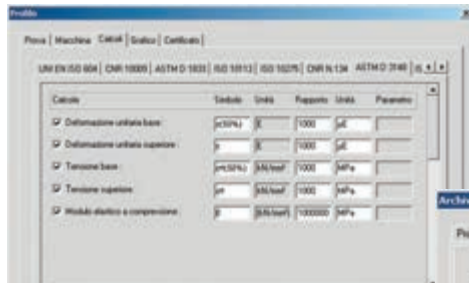 Profilo
Prova Macchina Calcoli Grafico Certificato
UNI EN ISO 604 CNR 10009 ASTM D 1833 ISO 10113 ISO 10275 CNR N.134 ASTM D 3148
Calcolo Simbolo Unità Rapporto Unità Parametro
Deformazione unitaria base : 1000
Deformazione unitaria superiore : 1000
Tensione base : 1000 MPa
Tensione superiore : 1000 MPa
Modulo elastico a compressione : 1000000 MPa